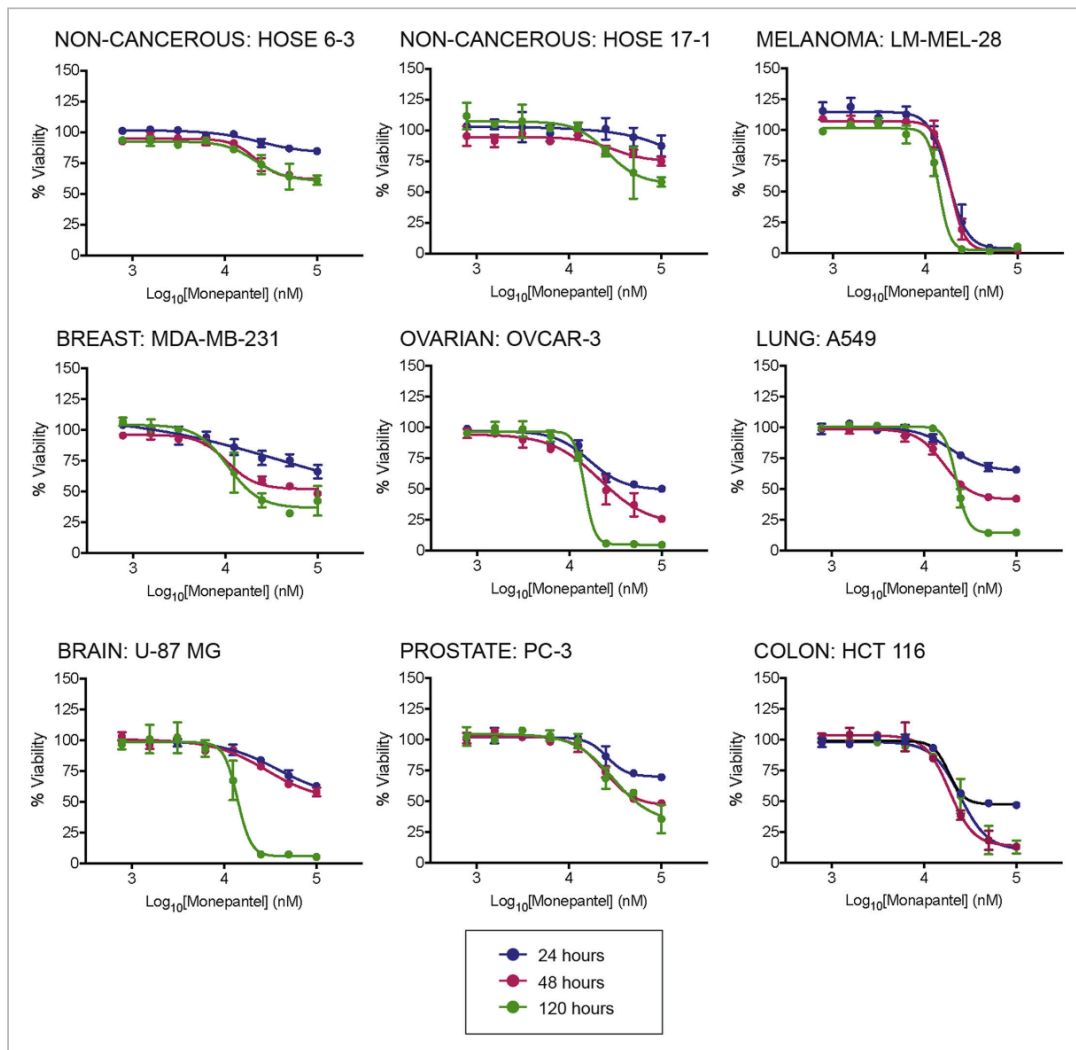 NON-CANCEROUS: HOSE 6-3
150
125
100
75
50
25
0
% Viability
3 4 5
Log10[Monepantel] (nM)
NON-CANCEROUS: HOSE 17-1
150
125
100
75
50
25
0
% Viability
3 4 5
Log10[Monepantel] (nM)
MELANOMA: LM-MEL-28
150
125
100
75
50
25
0
% Viability
3 4 5
Log10[Monepantel] (nM)
BREAST: MDA-MB-231
150
125
100
75
50
25
0
% Viability
3 4 5
Log10[Monepantel] (nM)
OVARIAN: OVCAR-3
150
125
100
75
50
25
0
% Viability
3 4 5
Log10[Monepantel] (nM)
LUNG: A549
150
125
100
75
50
25
0
% Viability
3 4 5
Log10[Monepantel] (nM)
BRAIN: U-87 MG
150
125
100
75
50
25
0
% Viability
3 4 5
Log10[Monepantel] (nM)
PROSTATE: PC-3
150
125
100
75
50
25
0
% Viability
3 4 5
Log10[Monepantel] (nM)
COLON: HCT 116
150
125
100
75
50
25
0
% Viability
3 4 5
Log10[Monapantel] (nM)
24 hours
48 hours
120 hours